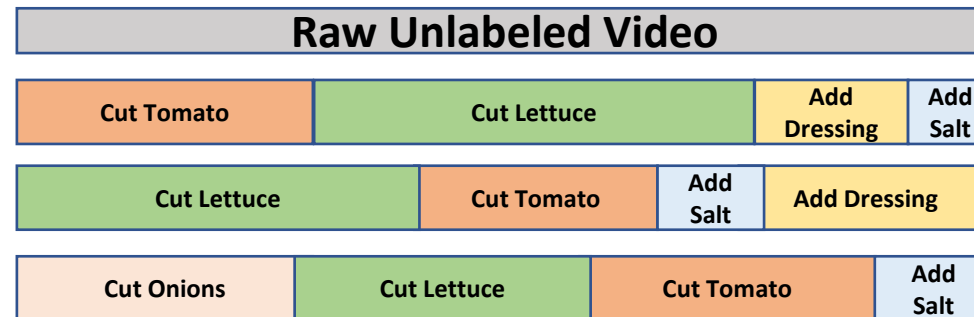 Raw Unlabeled Video
Cut Tomato
Cut Lettuce
Add
Dressing
Add
Salt
Cut Lettuce
Cut Tomato
Add
Salt
Add Dressing
Cut Onions
Cut Lettuce
Cut Tomato
Add
Salt